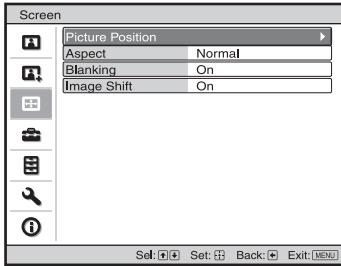 Screen
Picture Position
Aspect Normal
Blanking On
Image Shift On
Sel: Set: Back: Exit: MENU